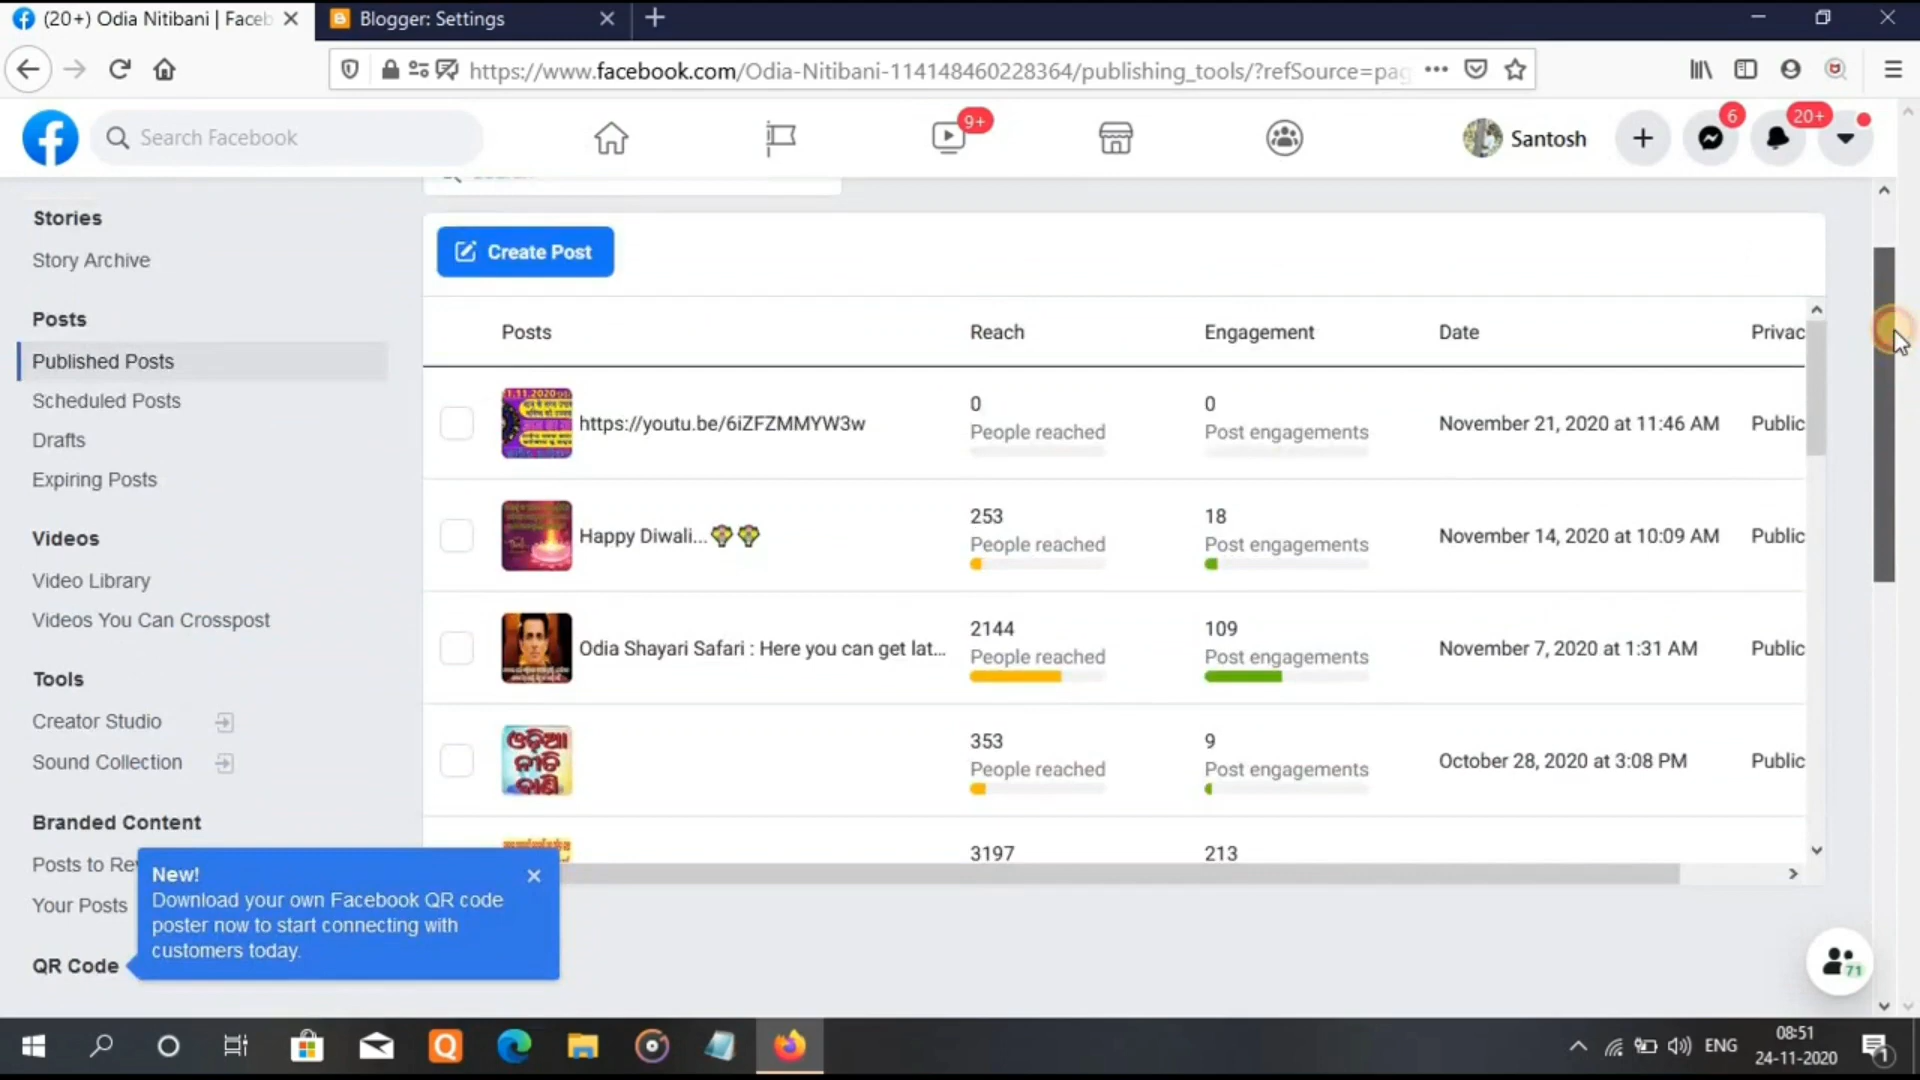 (20+) Odia Nitibani | Faceb
Blogger: Settings
https://www.facebook.com/Odia-Nitibani-114148460228364/publishing_tools/?refSource=pag
Search Facebook
9+
Santosh
6
20+
Stories
Story Archive
Posts
Published Posts
Scheduled Posts
Drafts
Expiring Posts
Videos
Video Library
Videos You Can Crosspost
Tools
Creator Studio
Sound Collection
Branded Content
Posts to Re
Your Posts
QR Code
New!
Download your own Facebook QR code
poster now to start connecting with
customers today.
Create Post
Posts Reach Engagement Date Privac
https://youtu.be/6iZFZMMYW3w
0
People reached
0
Post engagements
November 21, 2020 at 11:46 AM
Public
Happy Diwali...
253
People reached
18
Post engagements
November 14, 2020 at 10:09 AM
Public
Odia Shayari Safari : Here you can get lat...
2144
People reached
109
Post engagements
November 7, 2020 at 1:31 AM
Public
ଓଡ଼ିଆ
ନୀତି
ବାଣୀ
353
People reached
9
Post engagements
October 28, 2020 at 3:08 PM
Public
3197
213
71
ENG
08:51
24-11-2020
1